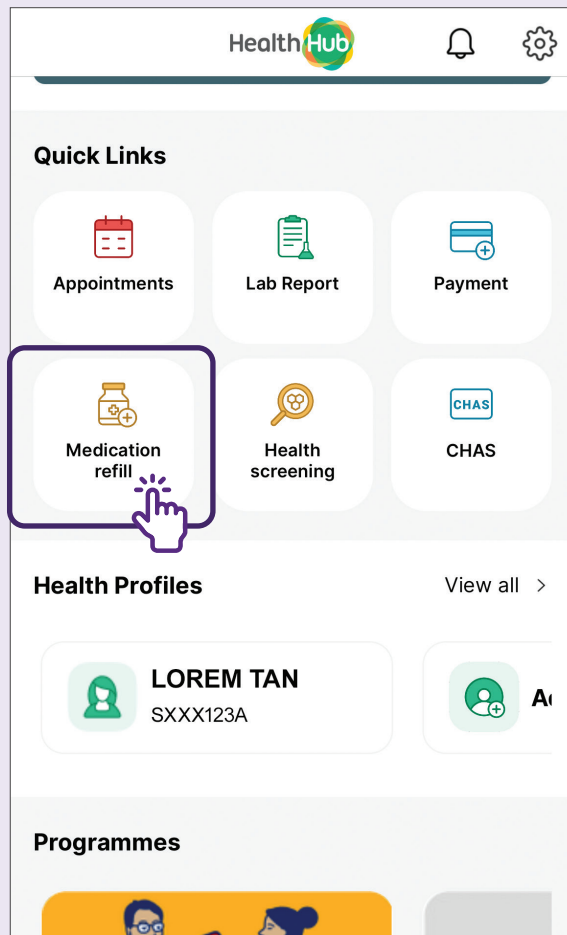 HealthHub
Quick Links
Appointments
Lab Report
Payment
Medication
refill
Health
screening
CHAS
CHAS
Health Profiles
View all >
LOREM TAN
SXXX123A
Programmes